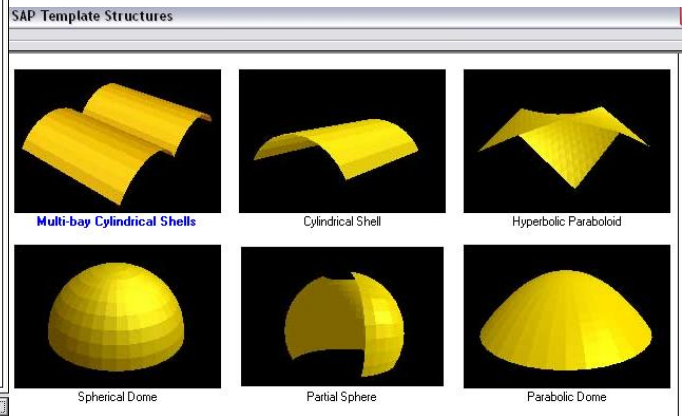 SAP Template Structures
Multi-bay Cylindrical Shells
Cylindrical Shell
Hyperbolic Paraboloid
Spherical Dome
Partial Sphere
Parabolic Dome